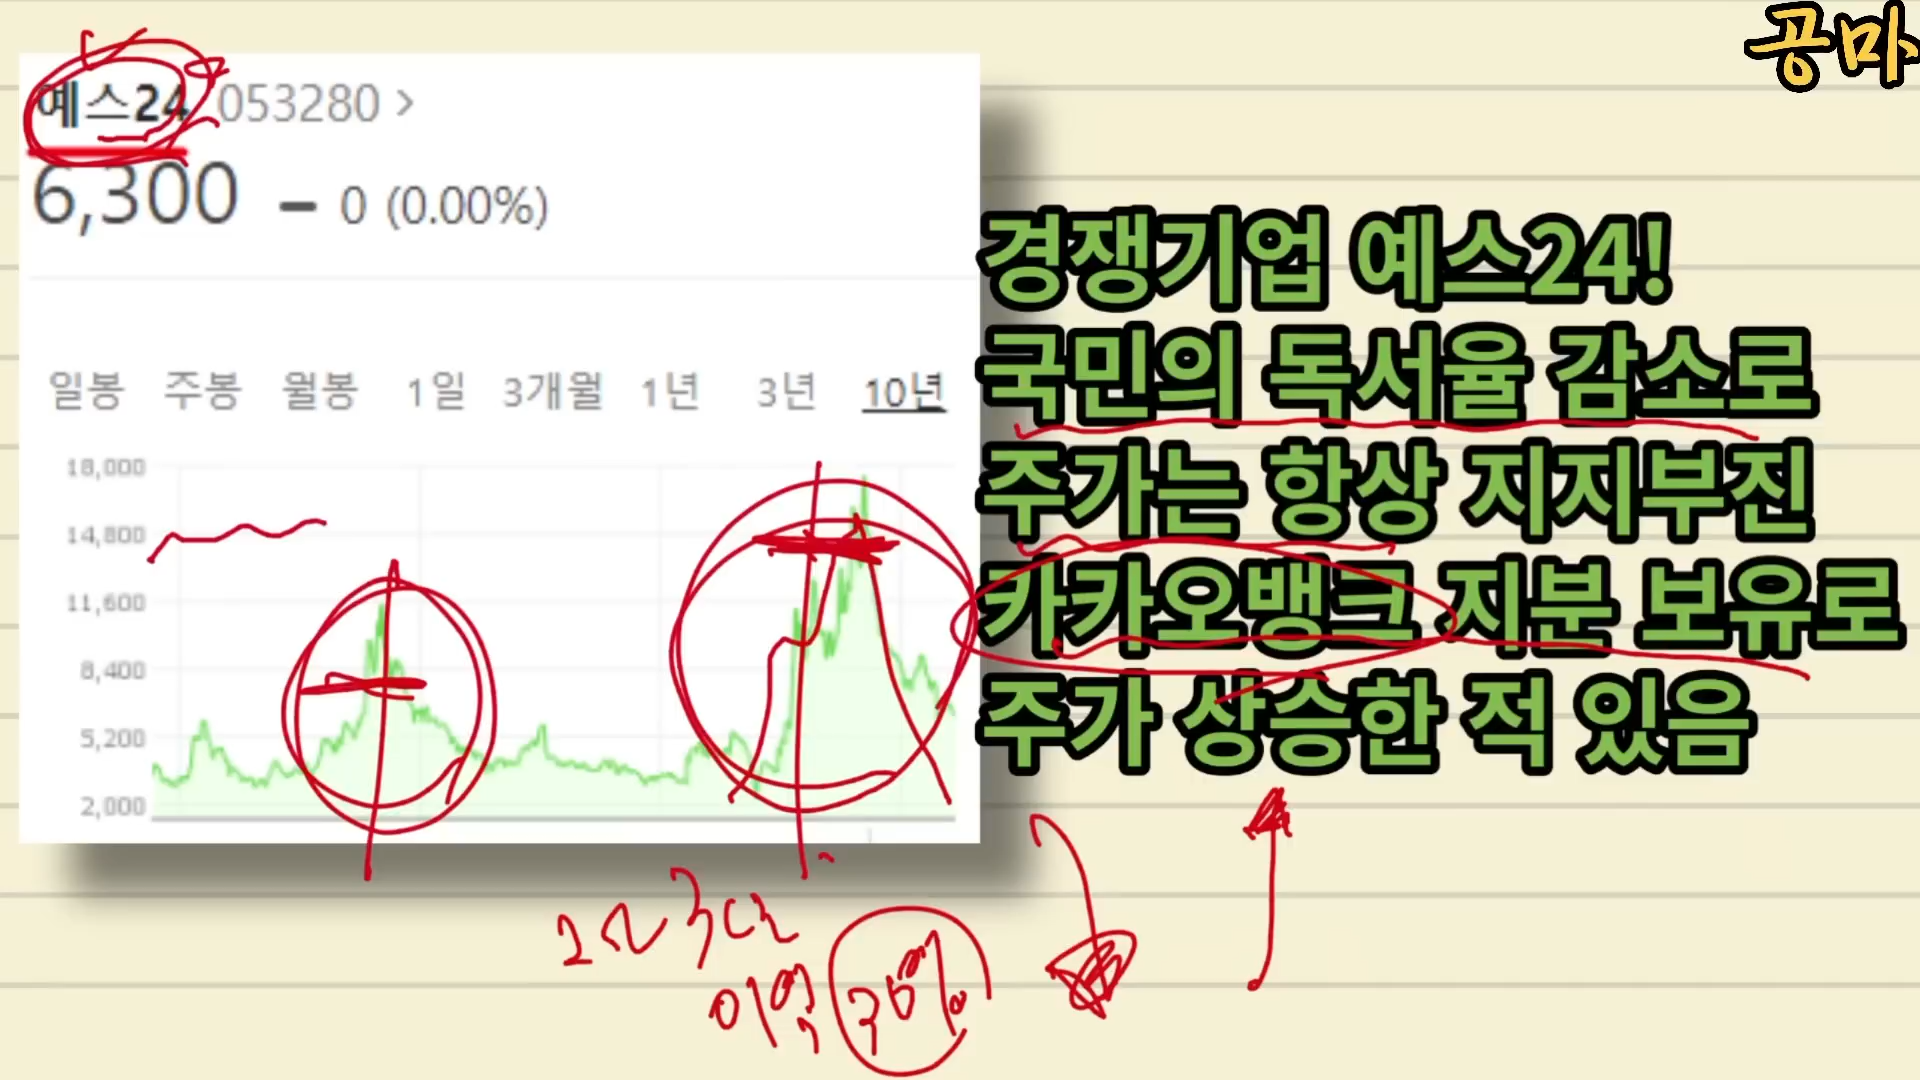 공마
예스24 053280 >
6,300 － 0 (0.00%)
일봉 주봉 월봉 1일 3개월 1년 3년 10년
18,000
14,800
11,600
8,400
5,200
2,000
경쟁기업 예스24!
국민의 독서율 감소로
주가는 항상 지지부진
카카오뱅크 지분 보유로
주가 상승한 적 있음